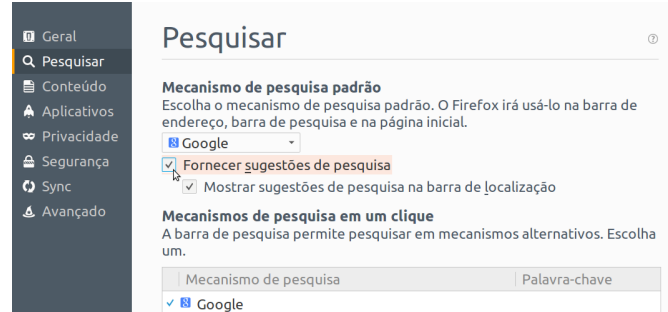 Geral
Pesquisar
Conteúdo
Aplicativos
Privacidade
Segurança
Sync
Avançado
Pesquisar
?
Mecanismo de pesquisa padrão
Escolha o mecanismo de pesquisa padrão. O Firefox irá usá-lo na barra de
endereço, barra de pesquisa e na página inicial.
Google
Fornecer sugestões de pesquisa
Mostrar sugestões de pesquisa na barra de localização
Mecanismos de pesquisa em um clique
A barra de pesquisa permite pesquisar em mecanismos alternativos. Escolha
um.
Mecanismo de pesquisa Palavra-chave
Google